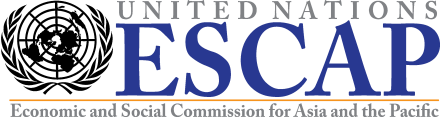 UNITED NATIONS
ESCAP
Economic and Social Commission for Asia and the Pacific